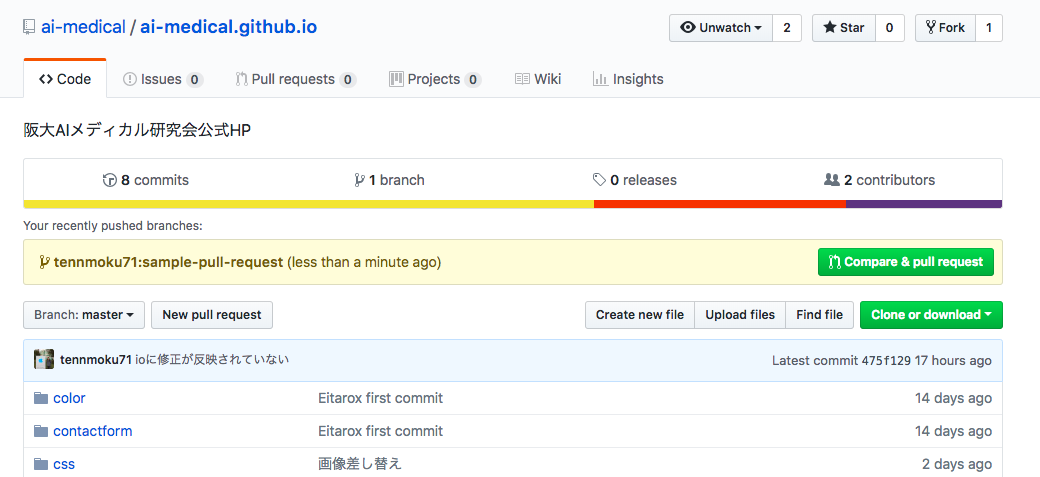 ai-medical / ai-medical.github.io
Unwatch 2 Star 0 Fork 1
Code Issues 0 Pull requests 0 Projects 0 Wiki Insights
阪大AIメディカル研究会公式HP
8 commits 1 branch 0 releases 2 contributors
Your recently pushed branches:
tennmoku71:sample-pull-request (less than a minute ago) Compare & pull request
Branch: master New pull request Create new file Upload files Find file Clone or download
tennmoku71 ioに修正が反映されていない Latest commit 475f129 17 hours ago
color Eitarox first commit 14 days ago
contactform Eitarox first commit 14 days ago
css 画像差し替え 2 days ago